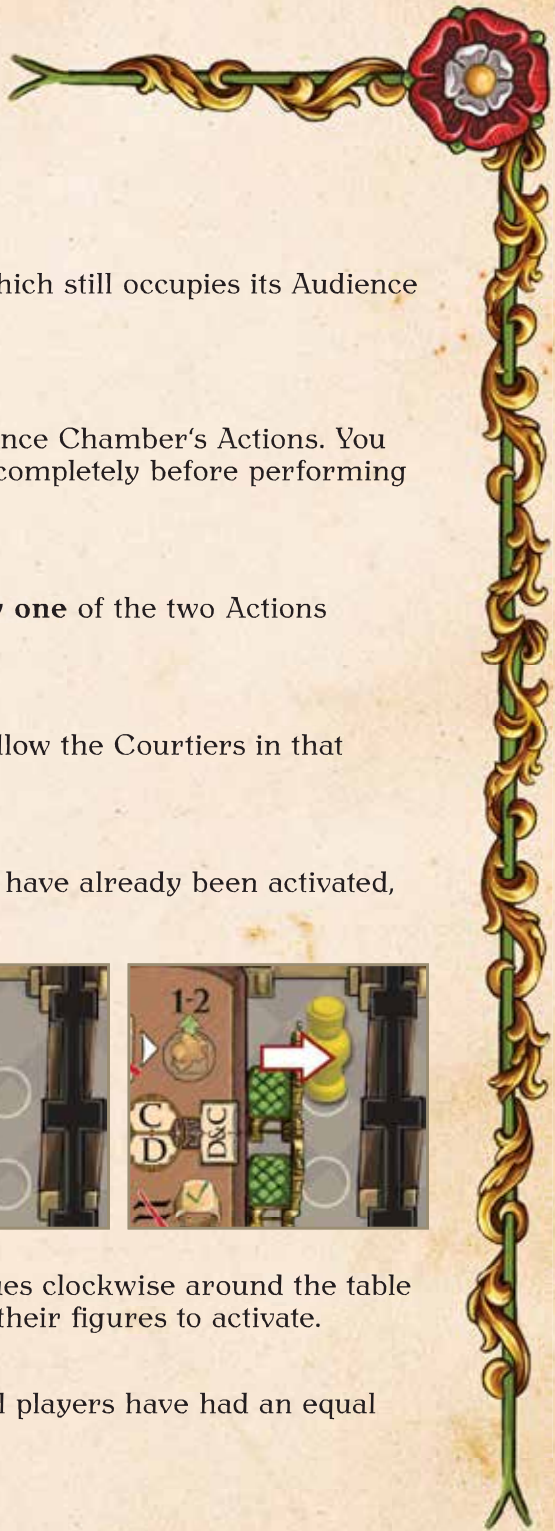 hich still occupies its Audience
nce Chamber's Actions. You
completely before performing
one of the two Actions
llow the Courtiers in that
have already been activated,
1-2
C
D
D&C
ues clockwise around the table
their figures to activate.
players have had an equal